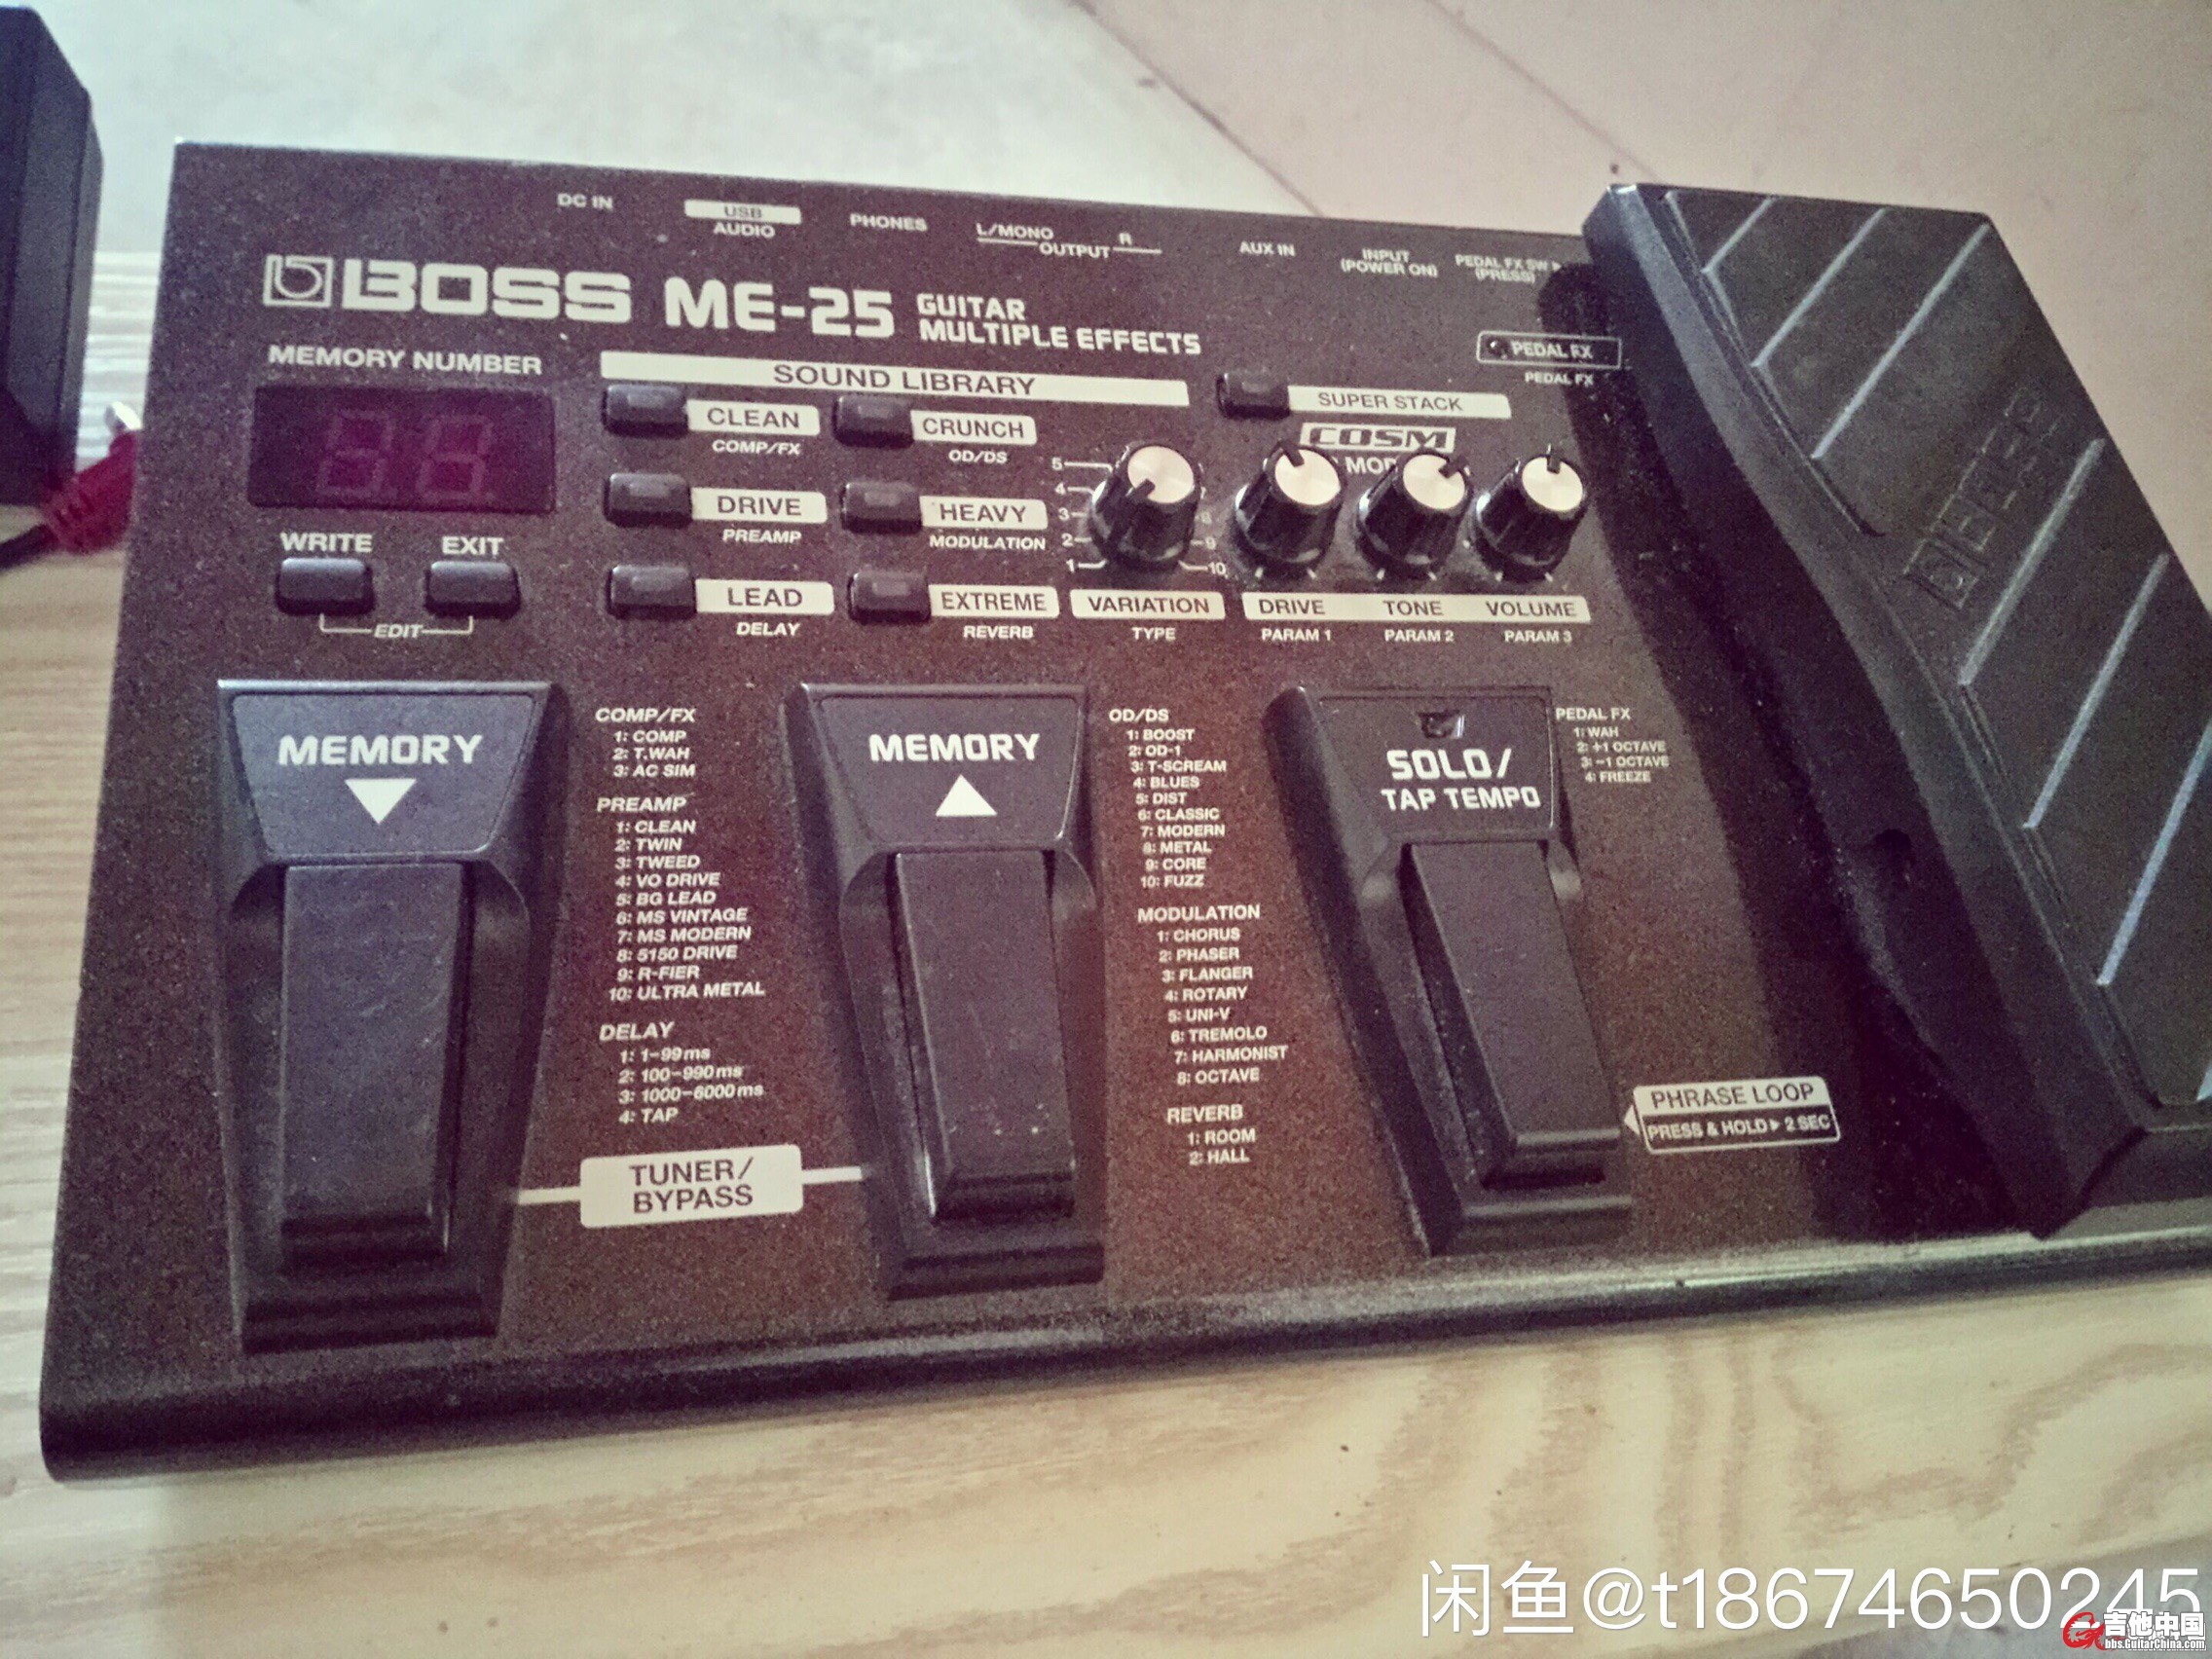 DC IN
USB
AUDIO
PHONES
L/MONO
R
OUTPUT
AUX IN
INPUT
(POWER ON)
PEDAL FX SW
(PRESS)
BOSS ME-25 GUITAR
MULTIPLE EFFECTS
PEDAL FX
PEDAL FX
MEMORY NUMBER
SOUND LIBRARY
CLEAN
COMP/FX
CRUNCH
OD/DS
SUPER STACK
COSM
DRIVE
PREAMP
HEAVY
MODULATION
5
4
3
2
1
8
9
10
WRITE
EXIT
EDIT
LEAD
DELAY
EXTREME
REVERB
VARIATION
TYPE
DRIVE
PARAM 1
TONE
PARAM 2
VOLUME
PARAM 3
MEMORY
COMP/FX
1: COMP
2: T.WAH
3: AC SIM
PREAMP
1: CLEAN
2: TWIN
3: TWEED
4: VO DRIVE
5: BG LEAD
6: MS VINTAGE
7: MS MODERN
8: 5150 DRIVE
9: R-FIER
10: ULTRA METAL
DELAY
1: 1-99ms
2: 100-990ms
3: 1000-6000ms
4: TAP
TUNER/
BYPASS
MEMORY
OD/DS
1: BOOST
2: OD-1
3: T-SCREAM
4: BLUES
5: DIST
6: CLASSIC
7: MODERN
8: METAL
9: CORE
10: FUZZ
MODULATION
1: CHORUS
2: PHASER
3: FLANGER
4: ROTARY
5: UNI-V
6: TREMOLO
7: HARMONIST
8: OCTAVE
REVERB
1: ROOM
2: HALL
SOLO/
TAP TEMPO
PEDAL FX
1: WAH
2: +1 OCTAVE
3: -1 OCTAVE
4: FREEZE
PHRASE LOOP
PRESS & HOLD 2 SEC
BOSS
闲鱼@t18674650245
吉他中国
bbs.GuitarChina.com